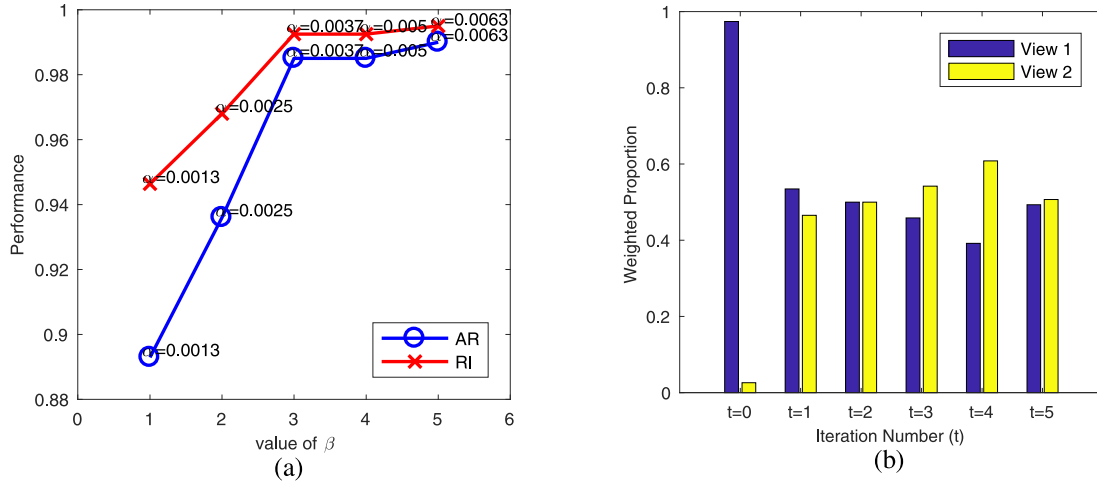 1
0.98
0.96
0.94
0.92
0.9
0.88
Performance
α=0.0013
α=0.0025
α=0.0037
α=0.005
α=0.0063
α=0.0013
α=0.0025
α=0.0037
α=0.005
α=0.0063
AR
RI
0 1 2 3 4 5 6
value of β
(a)
1
0.8
0.6
0.4
0.2
0
Weighted Proportion
View 1
View 2
t=0 t=1 t=2 t=3 t=4 t=5
Iteration Number (t)
(b)